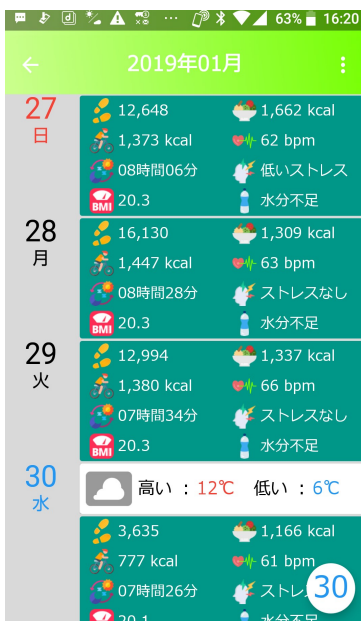 63% 16:20
2019年01月
27
日
12,648 1,662 kcal
1,373 kcal 62 bpm
08時間06分 低いストレス
BMI 20.3 水分不足
28
月
16,130 1,309 kcal
1,447 kcal 63 bpm
08時間28分 ストレスなし
BMI 20.3 水分不足
29
火
12,994 1,337 kcal
1,380 kcal 66 bpm
07時間34分 ストレスなし
BMI 20.3 水分不足
30
水
高い : 12℃ 低い : 6℃
3,635 1,166 kcal
777 kcal 61 bpm
07時間26分 ストレ
30
20.1 水分不足